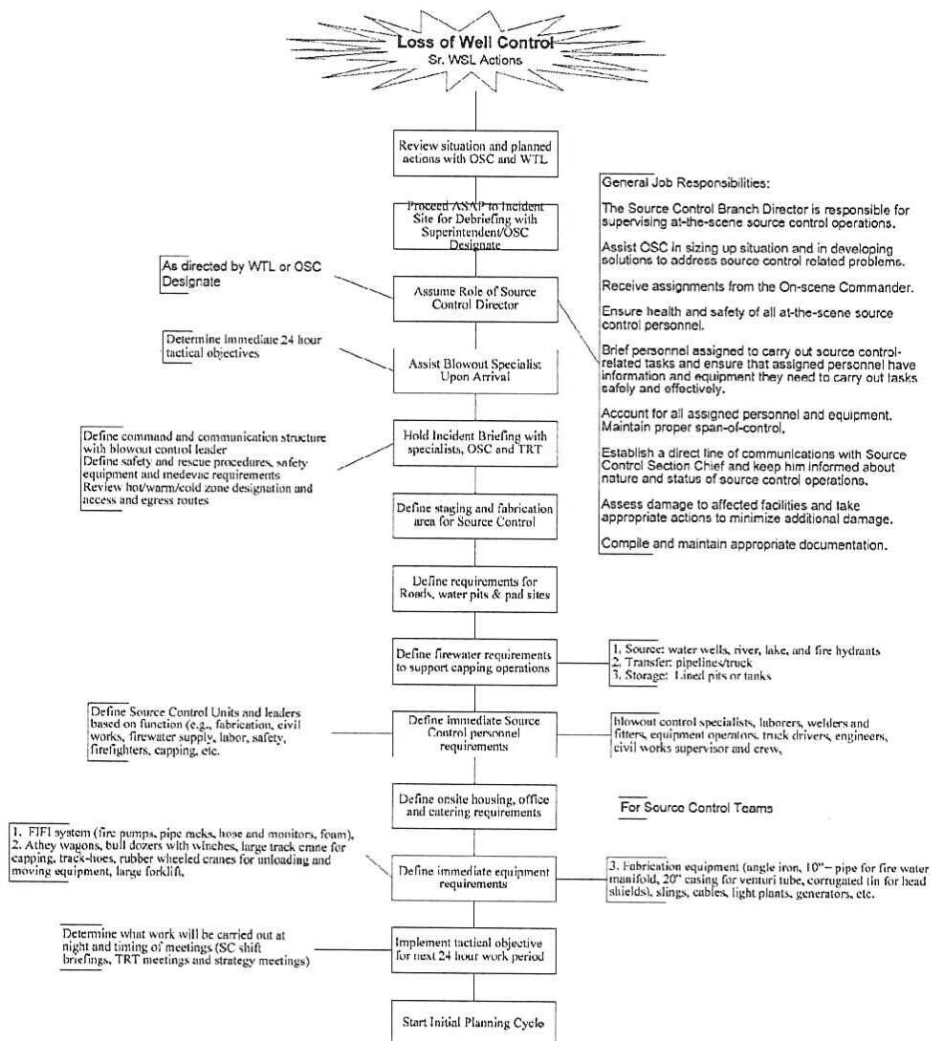 Loss of Well Control
Sr. WSL Actions
Review situation and planned
actions with OSC and WTL
Proceed ASAP to Incident
Site for Debriefing with
Superintendent/OSC
Designate
As directed by WTL or OSC
Designate
Assume Role of Source
Control Director
General Job Responsibilities:
The Source Control Branch Director is responsible for
supervising at-the-scene source control operations.
Assist OSC in sizing up situation and in developing
solutions to address source control related problems.
Receive assignments from the On-scene Commander.
Ensure health and safety of all at-the-scene source
control personnel.
Brief personnel assigned to carry out source control-
related tasks and ensure that assigned personnel have
information and equipment they need to carry out tasks
safely and effectively.
Account for all assigned personnel and equipment.
Maintain proper span-of-control.
Establish a direct line of communications with Source
Control Section Chief and keep him informed about
nature and status of source control operations.
Assess damage to affected facilities and take
appropriate actions to minimize additional damage.
Compile and maintain appropriate documentation.
Determine immediate 24 hour
tactical objectives
Assist Blowout Specialist
Upon Arrival
Define command and communication structure
with blowout control leader
Define safety and rescue procedures, safety
equipment and medevac requirements
Review hot/warm/cold zone designation and
access and egress routes
Hold Incident Briefing with
specialists, OSC and TRT
Define staging and fabrication
area for Source Control
Define requirements for
Roads, water pits & pad sites
Define firewater requirements
to support capping operations
1. Source: water wells, river, lake, and fire hydrants
2. Transfer: pipelines/truck
3. Storage: Lined pits or tanks
Define Source Control Units and leaders
based on function (e.g., fabrication, civil
works, firewater supply, labor, safety,
firefighters, capping, etc.
Define immediate Source
Control personnel
requirements
blowout control specialists, laborers, welders and
fitters, equipment operators, truck drivers, engineers,
civil works supervisor and crew,
Define onsite housing, office
and catering requirements
For Source Control Teams
1. FIFI system (fire pumps, pipe racks, hose and monitors, foam),
2. Athey wagons, bull dozers with winches, large track crane for
capping, track-hoes, rubber wheeled cranes for unloading and
moving equipment, large forklift,
Define immediate equipment
requirements
3. Fabrication equipment (angle iron, 10"– pipe for fire water
manifold, 20" casing for venturi tube, corrugated tin for head
shields), slings, cables, light plants, generators, etc.
Determine what work will be carried out at
night and timing of meetings (SC shift
briefings, TRT meetings and strategy meetings)
Implement tactical objective
for next 24 hour work period
Start Initial Planning Cycle